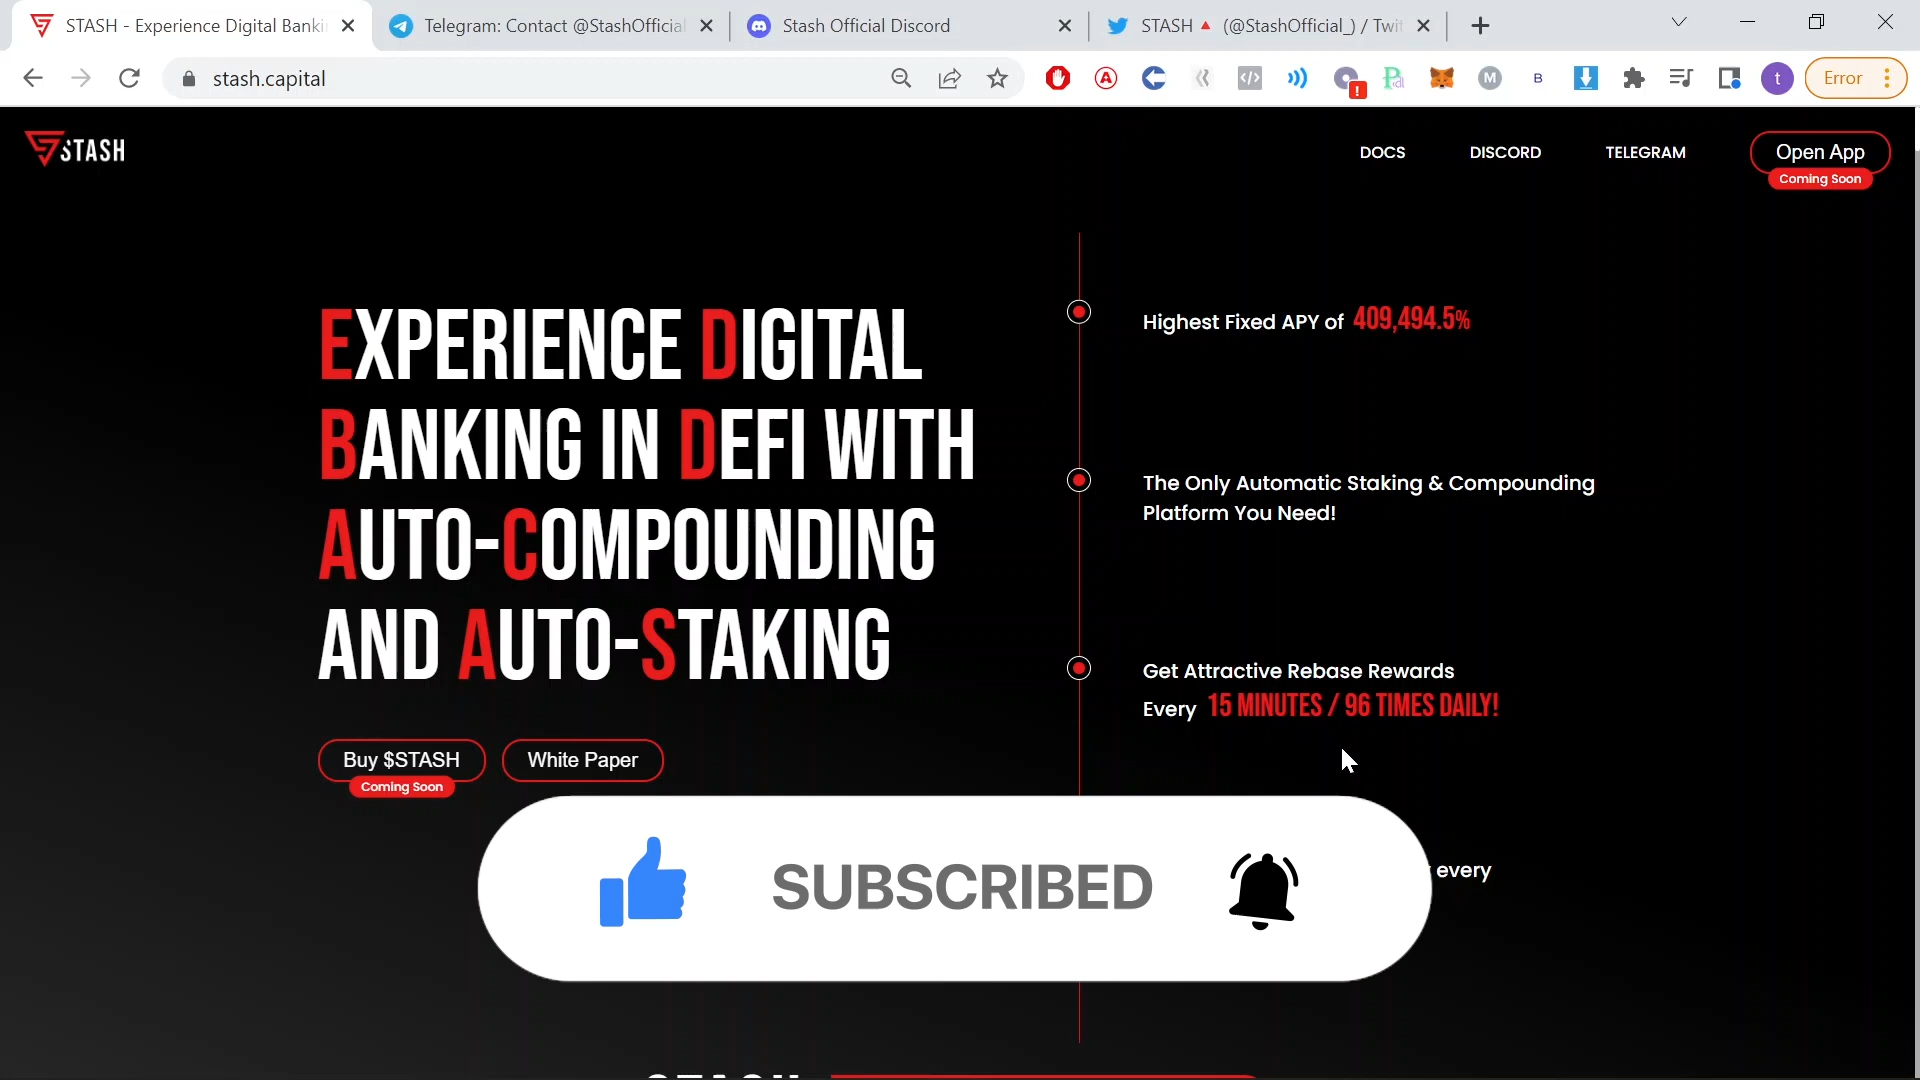 STASH - Experience Digital Banki
Telegram: Contact @StashOfficial
Stash Official Discord
STASH 🔺 (@StashOfficial_) / Twit
stash.capital
Error
STASH
DOCS
DISCORD
TELEGRAM
Open App
Coming Soon
EXPERIENCE DIGITAL
BANKING IN DEFI WITH
AUTO-COMPOUNDING
AND AUTO-STAKING
Buy $STASH
Coming Soon
White Paper
Highest Fixed APY of 409,494.5%
The Only Automatic Staking & Compounding
Platform You Need!
Get Attractive Rebase Rewards
Every 15 MINUTES / 96 TIMES DAILY!
every
SUBSCRIBED